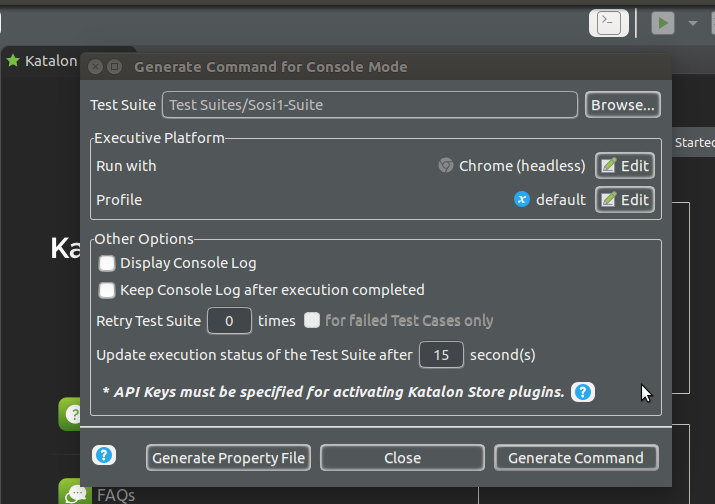 Katalon
Generate Command for Console Mode
Test Suite Test Suites/Sosi1-Suite Browse...
Executive Platform
Started
Run with Chrome (headless) Edit
Profile default Edit
Other Options
Ka
Display Console Log
Keep Console Log after execution completed
Retry Test Suite 0 times for failed Test Cases only
Update execution status of the Test Suite after 15 second(s)
* API Keys must be specified for activating Katalon Store plugins. ?
? Generate Property File Close Generate Command
FAQs